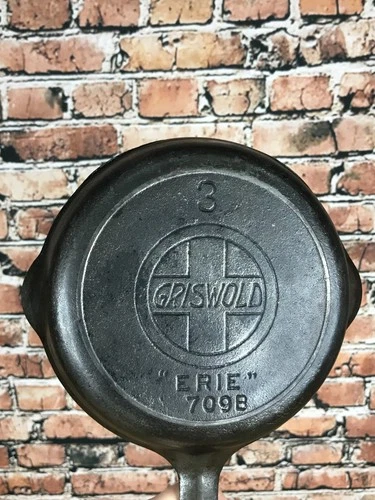 3
GRISWOLD
"ERIE"
709B